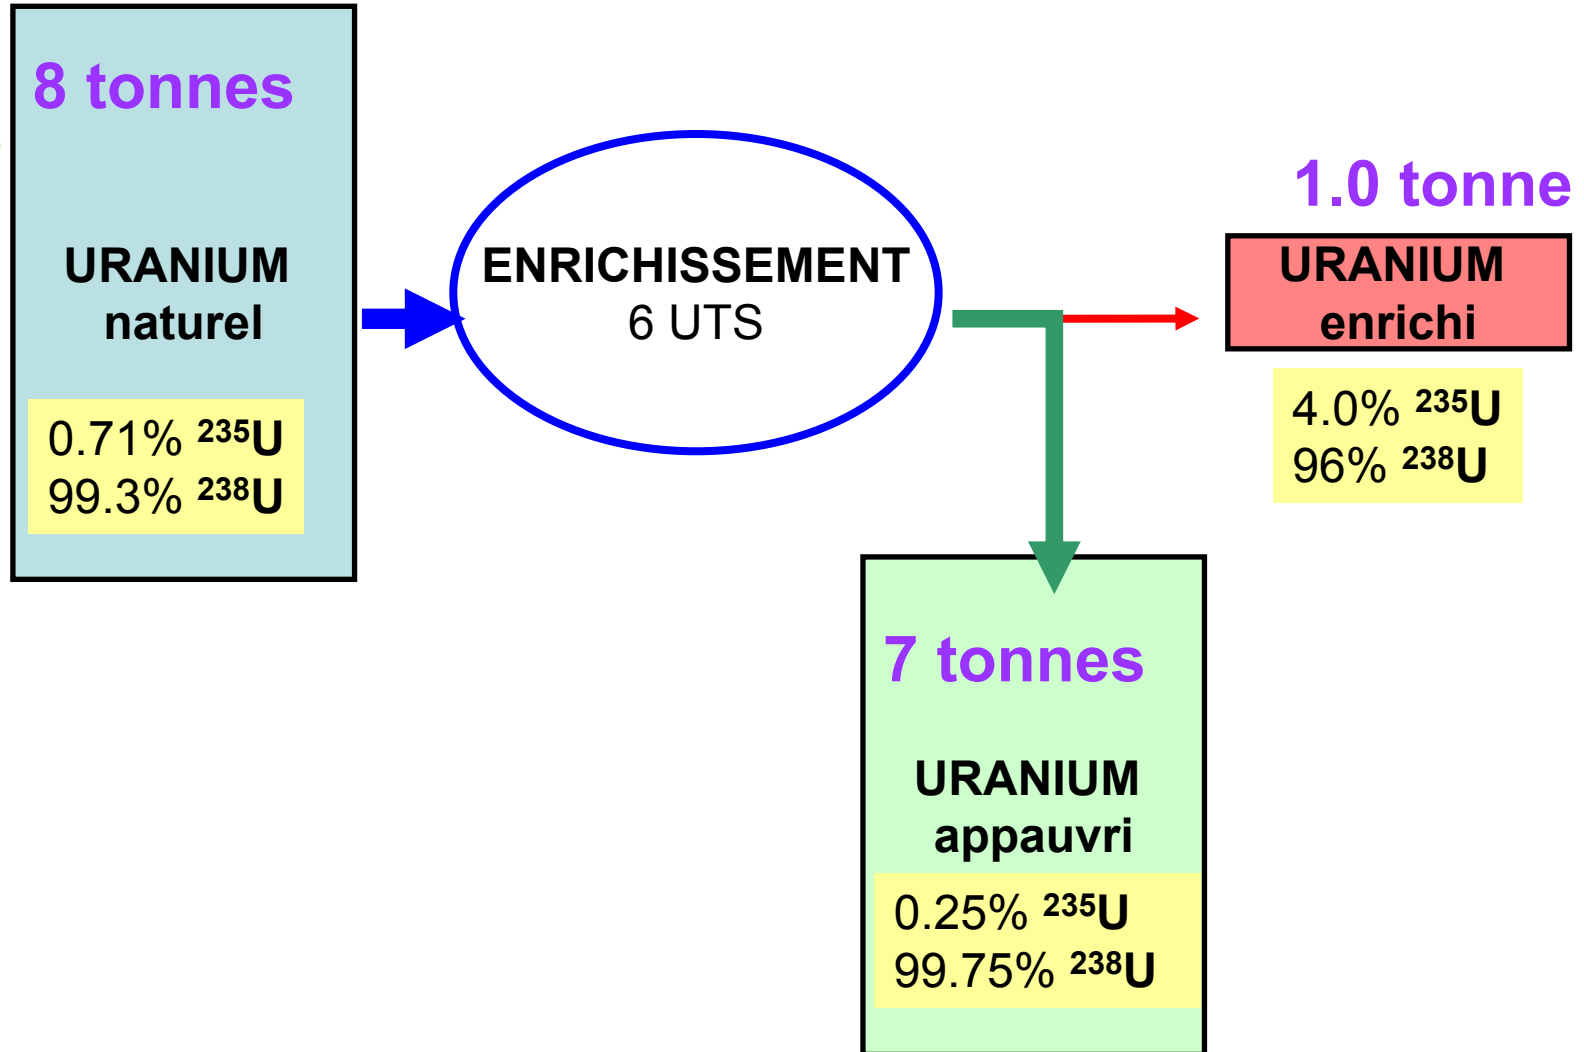 8 tonnes
URANIUM
naturel
0.71% ²³⁵U
99.3% ²³⁸U
ENRICHISSEMENT
6 UTS
1.0 tonne
URANIUM
enrichi
4.0% ²³⁵U
96% ²³⁸U
7 tonnes
URANIUM
appauvri
0.25% ²³⁵U
99.75% ²³⁸U